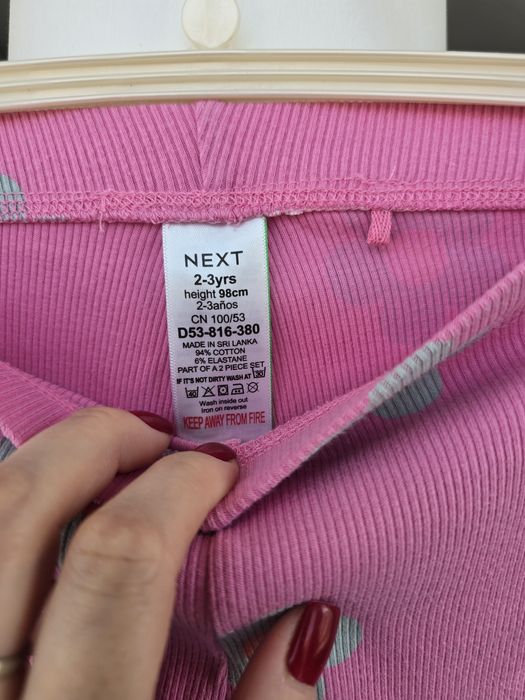 NEXT
2-3yrs
height 98cm
2-3años
CN 100/53
D53-816-380
MADE IN SRI LANKA
94% COTTON
6% ELASTANE
PART OF A 2 PIECE SET
IF IT'S NOT DIRTY WASH AT 30
40
Wash inside out
Iron on reverse
KEEP AWAY FROM FIRE